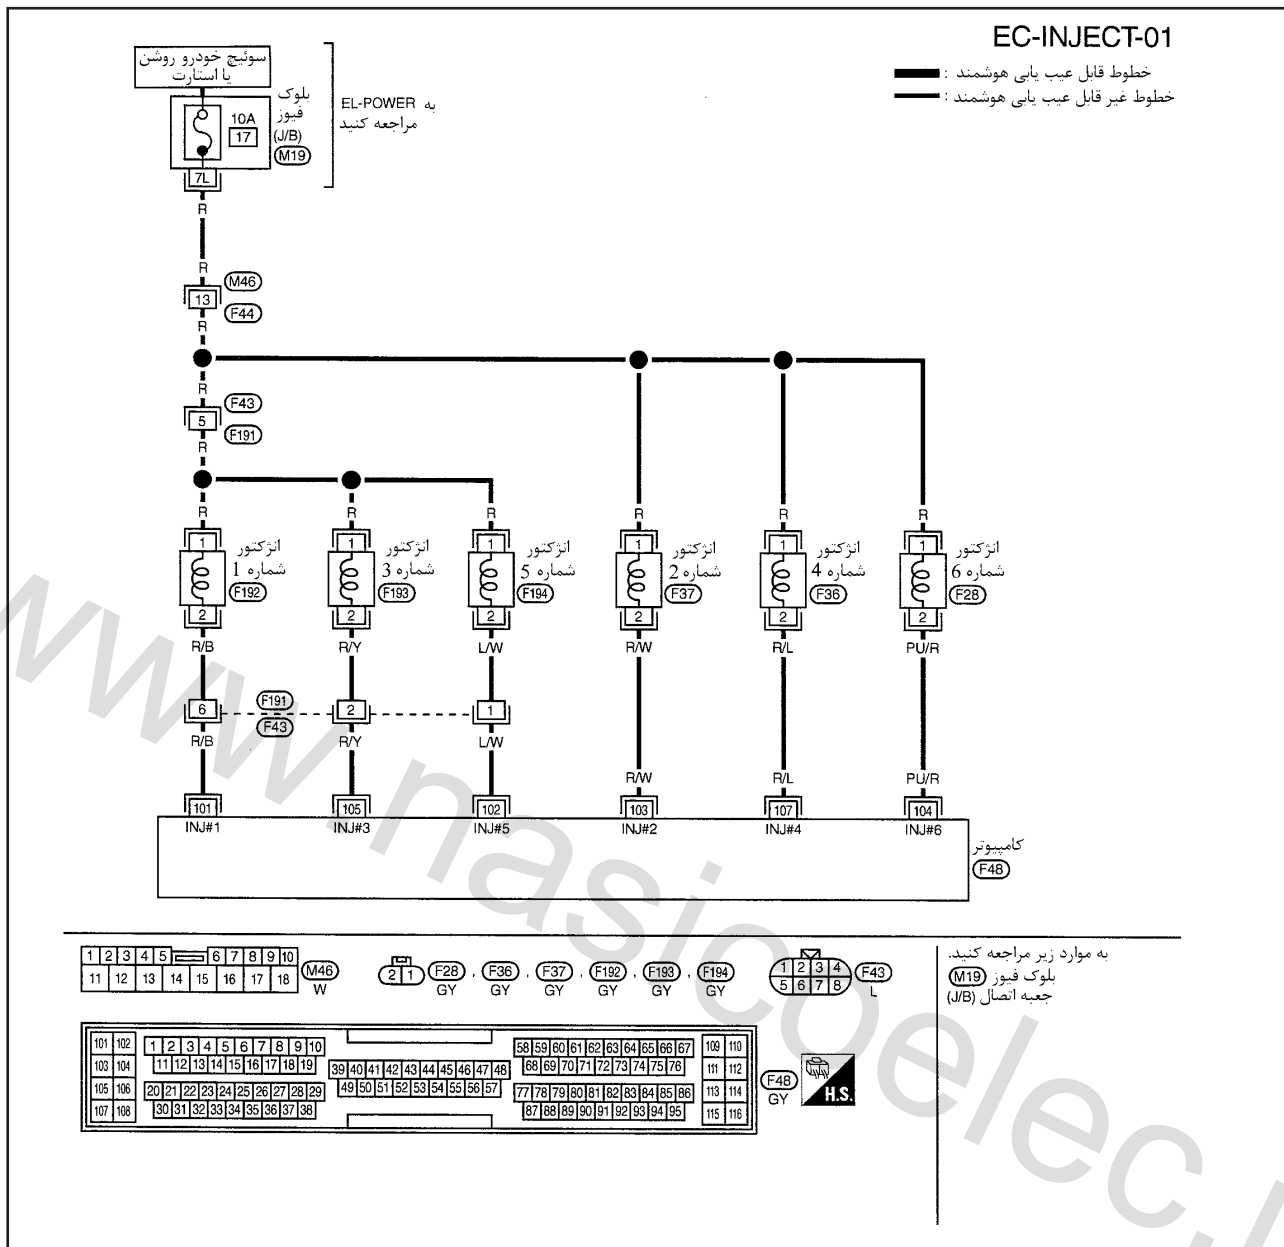 EC-INJECT-01
خطوط قابل عیب یابی هوشمند :
خطوط غیر قابل عیب یابی هوشمند :
سوئیچ خودرو روشن
یا استارت
بلوک
فیوز
(J/B)
M19
10A
17
به EL-POWER
مراجعه کنید
7L
R
R
M46
13
F44
R
R
F43
5
F191
R
R R R R R R
1 1 1 1 1 1
انژکتور
شماره 1
F192
انژکتور
شماره 3
F193
انژکتور
شماره 5
F194
انژکتور
شماره 2
F37
انژکتور
شماره 4
F36
انژکتور
شماره 6
F28
2 2 2 2 2 2
R/B R/Y L/W R/W R/L PU/R
F191
6 2 1
F43
R/B R/Y L/W
R/W R/L PU/R
101 105 102 103 107 104
INJ#1 INJ#3 INJ#5 INJ#2 INJ#4 INJ#6
کامپیوتر
F48
1 2 3 4 5 6 7 8 9 10
11 12 13 14 15 16 17 18
M46
W
2 1
F28 , F36 , F37 , F192 , F193 , F194
GY GY GY GY GY GY
1 2 3 4
5 6 7 8
F43
L
به موارد زیر مراجعه کنید.
بلوک فیوز M19
جعبه اتصال (J/B)
101 102
103 104
105 106
107 108
1 2 3 4 5 6 7 8 9 10
11 12 13 14 15 16 17 18 19
20 21 22 23 24 25 26 27 28 29
30 31 32 33 34 35 36 37 38
39 40 41 42 43 44 45 46 47 48
49 50 51 52 53 54 55 56 57
58 59 60 61 62 63 64 65 66 67
68 69 70 71 72 73 74 75 76
77 78 79 80 81 82 83 84 85 86
87 88 89 90 91 92 93 94 95
109 110
111 112
113 114
115 116
F48
GY
H.S.
www.nasicoelec.